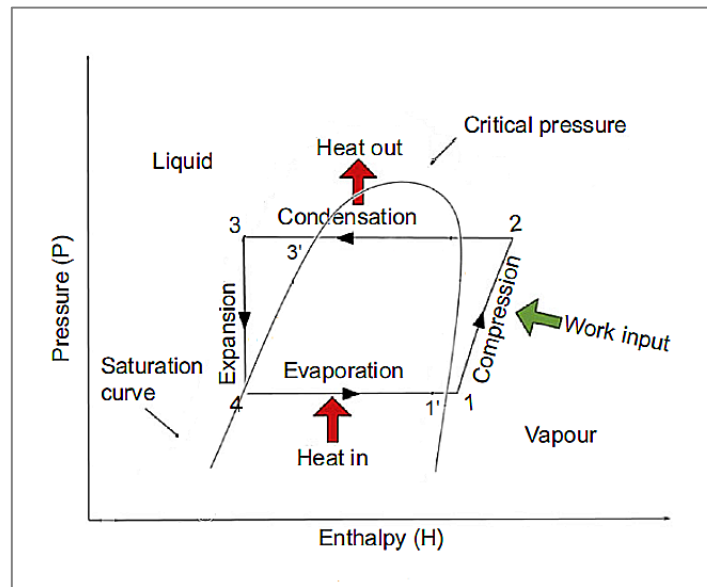 Critical pressure
Heat out
Liquid
3
Condensation
2
3'
Pressure (P)
Expansion
Compression
Work input
Saturation
curve
Evaporation
4
1'
1
Heat in
Vapour
Enthalpy (H)